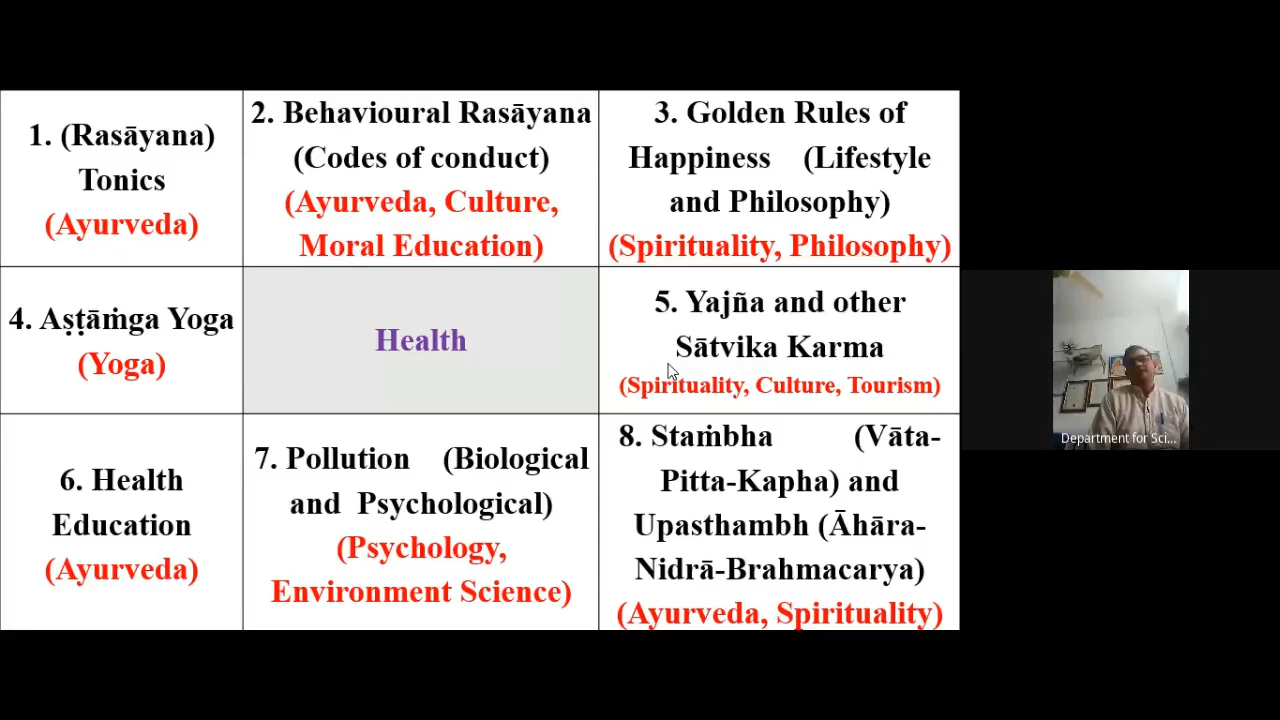 1. (Rasāyana)
Tonics
(Ayurveda)
2. Behavioural Rasāyana
(Codes of conduct)
(Ayurveda, Culture,
Moral Education)
3. Golden Rules of
Happiness (Lifestyle
and Philosophy)
(Spirituality, Philosophy)
4. Aṣṭāṁga Yoga
(Yoga)
Health
5. Yajña and other
Sātvika Karma
(Spirituality, Culture, Tourism)
6. Health
Education
(Ayurveda)
7. Pollution (Biological
and Psychological)
(Psychology,
Environment Science)
8. Staṁbha (Vāta-
Pitta-Kapha) and
Upasthambh (Āhāra-
Nidrā-Brahmacarya)
(Ayurveda, Spirituality)
Department for Sci...